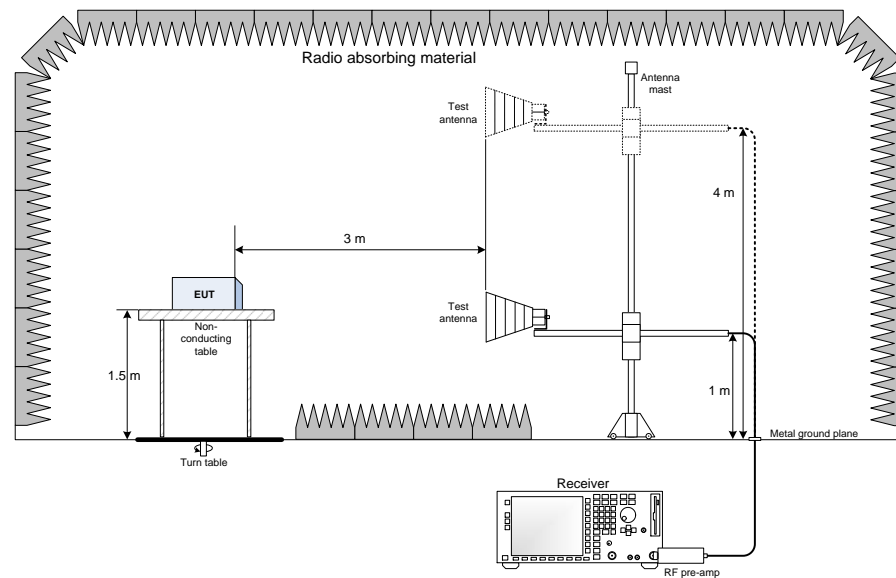 Radio absorbing material
Test
antenna
Antenna
mast
4 m
3 m
EUT
Test
antenna
Non-
conducting
table
1.5 m
1 m
Turn table
Metal ground plane
Receiver
RF pre-amp